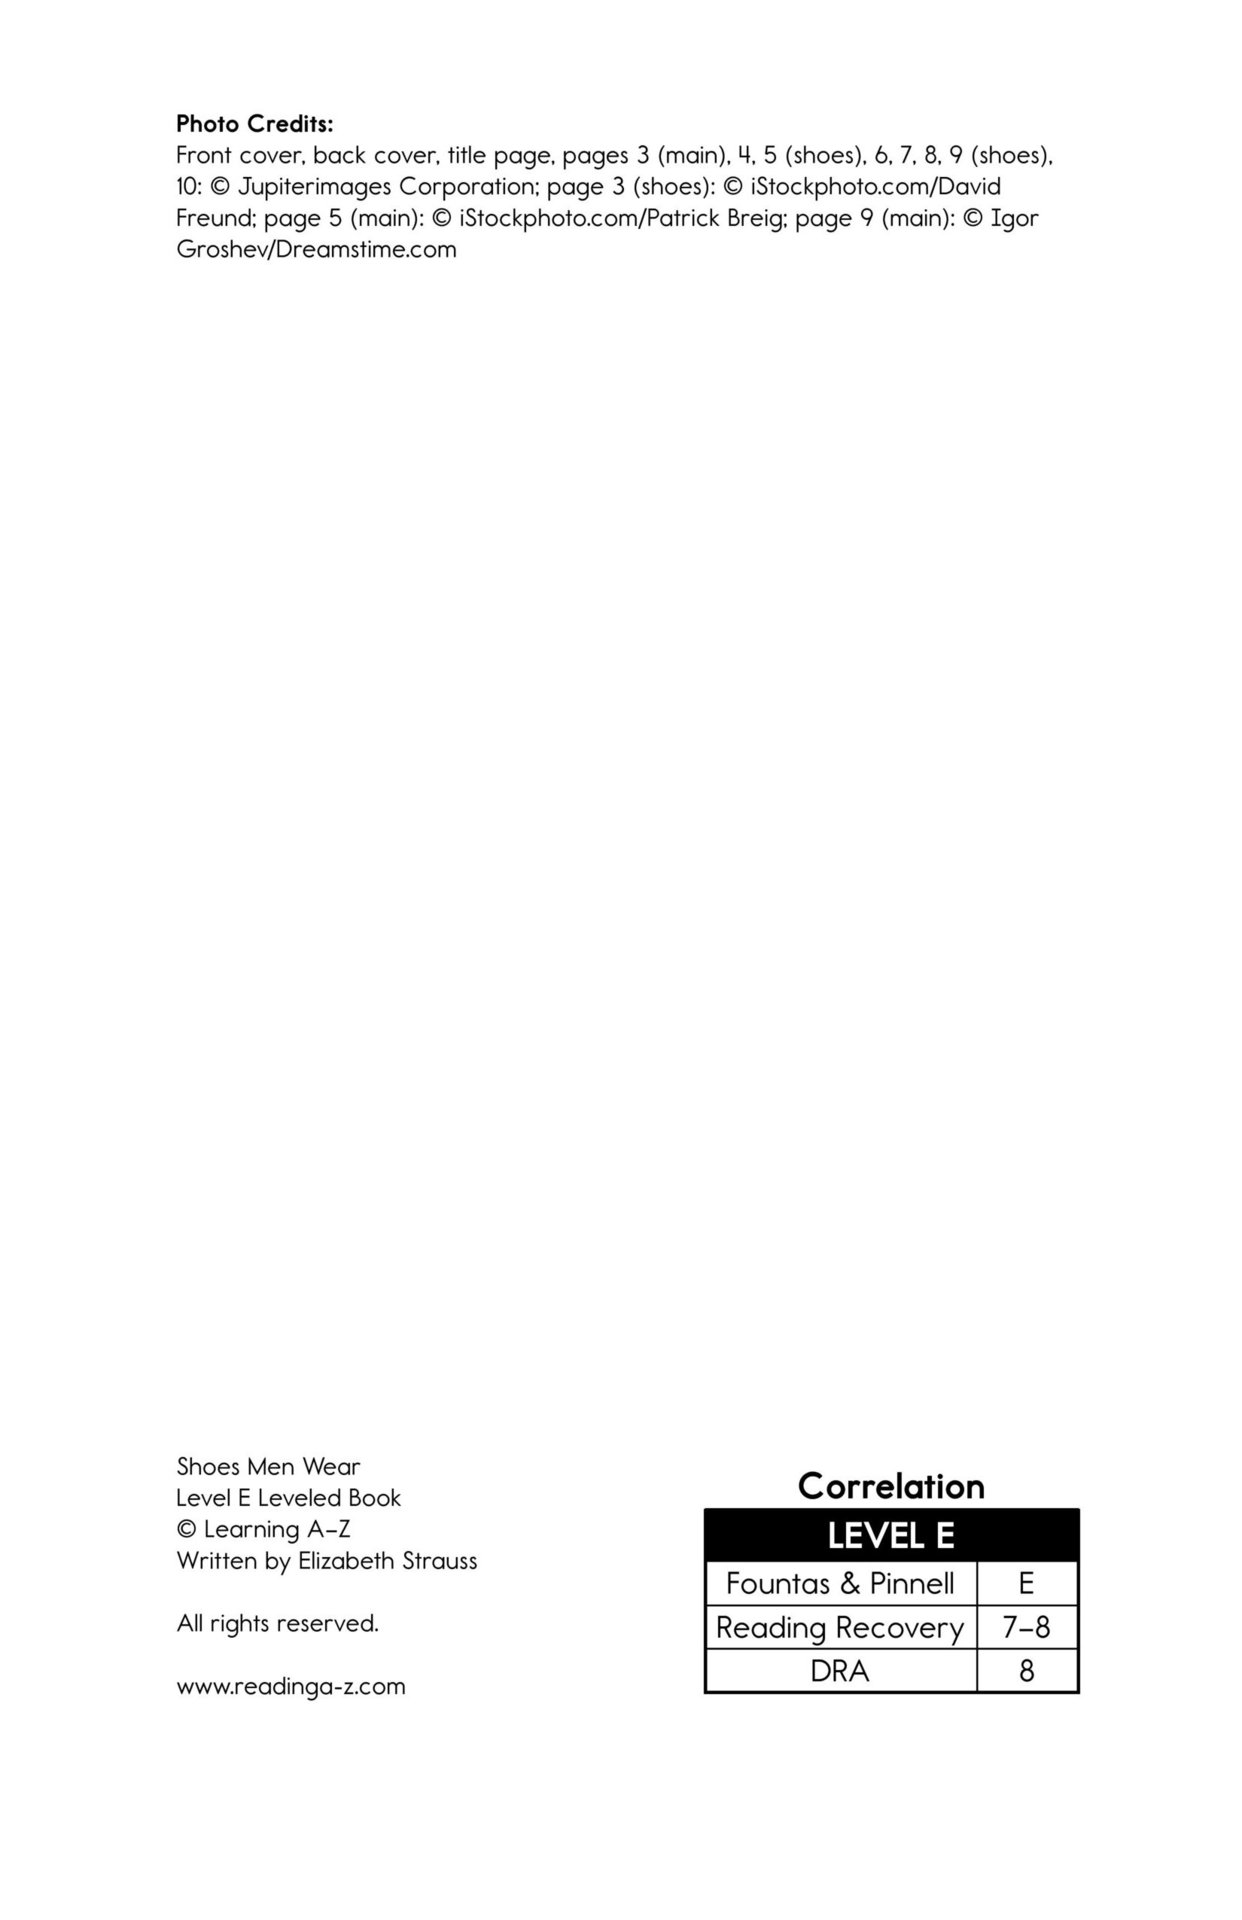 Photo Credits:
Front cover, back cover, title page, pages 3 (main), 4, 5 (shoes), 6, 7, 8, 9 (shoes),
10: © Jupiterimages Corporation; page 3 (shoes): © iStockphoto.com/David
Freund; page 5 (main): © iStockphoto.com/Patrick Breig; page 9 (main): © Igor
Groshev/Dreamstime.com
Shoes Men Wear
Level E Leveled Book
© Learning A–Z
Written by Elizabeth Strauss
All rights reserved.
www.readinga-z.com
Correlation
LEVEL E
Fountas & Pinnell E
Reading Recovery 7–8
DRA 8